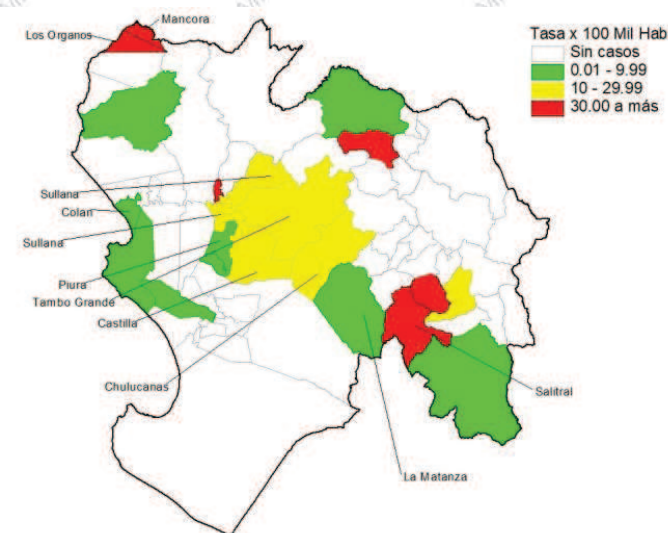 Mancora
Los Organos
Tasa x 100 Mil Hab
Sin casos
0.01 - 9.99
10 - 29.99
30.00 a más
Sullana
Colan
Sullana
Piura
Tambo Grande
Castilla
Chulucanas
Salitral
La Matanza